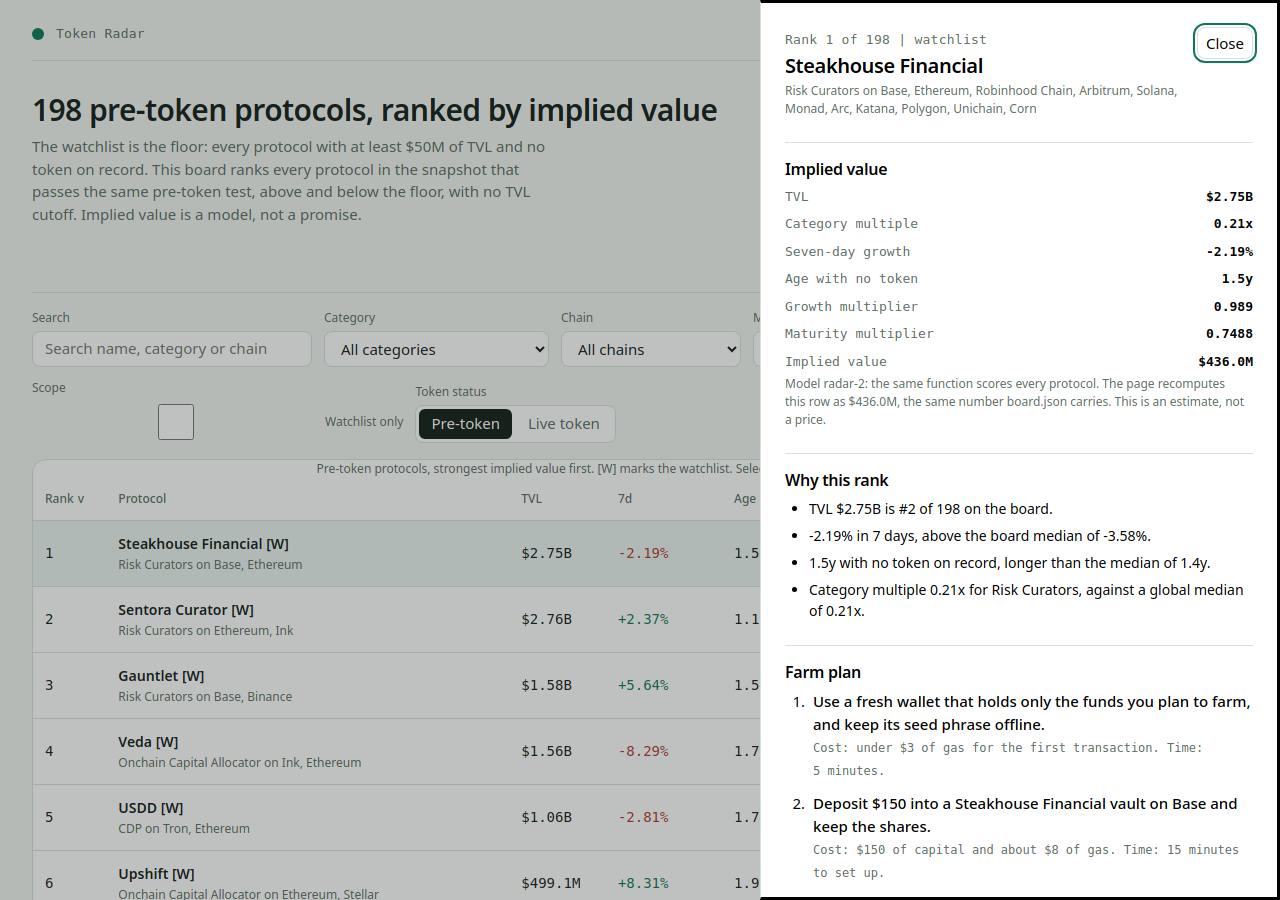 Token Radar
198 pre-token protocols, ranked by implied value
The watchlist is the floor: every protocol with at least $50M of TVL and no
token on record. This board ranks every protocol in the snapshot that
passes the same pre-token test, above and below the floor, with no TVL
cutoff. Implied value is a model, not a promise.
Search
Category
Chain
M
Search name, category or chain
All categories
All chains
Scope
Watchlist only
Token status
Pre-token
Live token
Pre-token protocols, strongest implied value first. [W] marks the watchlist. Sele
Rank v
Protocol
TVL
7d
Age
1
Steakhouse Financial [W]
Risk Curators on Base, Ethereum
$2.75B
-2.19%
1.5
2
Sentora Curator [W]
Risk Curators on Ethereum, Ink
$2.76B
+2.37%
1.1
3
Gauntlet [W]
Risk Curators on Base, Binance
$1.58B
+5.64%
1.5
4
Veda [W]
Onchain Capital Allocator on Ink, Ethereum
$1.56B
-8.29%
1.7
5
USDD [W]
CDP on Tron, Ethereum
$1.06B
-2.81%
1.7
6
Upshift [W]
Onchain Capital Allocator on Ethereum, Stellar
$499.1M
+8.31%
1.9
Rank 1 of 198 | watchlist
Close
Steakhouse Financial
Risk Curators on Base, Ethereum, Robinhood Chain, Arbitrum, Solana,
Monad, Arc, Katana, Polygon, Unichain, Corn
Implied value
TVL $2.75B
Category multiple 0.21x
Seven-day growth -2.19%
Age with no token 1.5y
Growth multiplier 0.989
Maturity multiplier 0.7488
Implied value $436.0M
Model radar-2: the same function scores every protocol. The page recomputes
this row as $436.0M, the same number board.json carries. This is an estimate, not
a price.
Why this rank
TVL $2.75B is #2 of 198 on the board.
-2.19% in 7 days, above the board median of -3.58%.
1.5y with no token on record, longer than the median of 1.4y.
Category multiple 0.21x for Risk Curators, against a global median
of 0.21x.
Farm plan
1. Use a fresh wallet that holds only the funds you plan to farm,
and keep its seed phrase offline.
Cost: under $3 of gas for the first transaction. Time:
5 minutes.
2. Deposit $150 into a Steakhouse Financial vault on Base and
keep the shares.
Cost: $150 of capital and about $8 of gas. Time: 15 minutes
to set up.